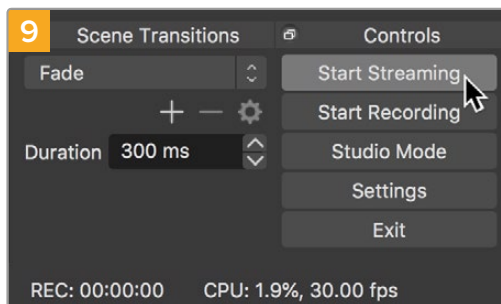 9
Scene Transitions
Controls
Fade
Start Streaming
Start Recording
Duration 300 ms
Studio Mode
Settings
Exit
REC: 00:00:00 CPU: 1.9%, 30.00 fps